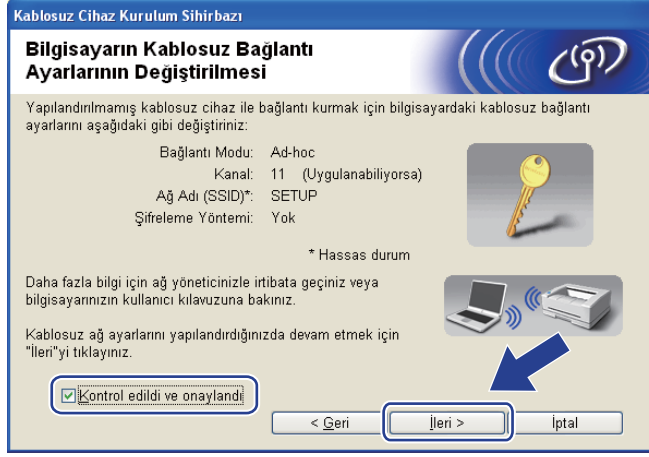 Kablosuz Cihaz Kurulum Sihirbazı
Bilgisayarın Kablosuz Bağlantı
Ayarlarının Değiştirilmesi
Yapılandırılmamış kablosuz cihaz ile bağlantı kurmak için bilgisayardaki kablosuz bağlantı
ayarlarını aşağıdaki gibi değiştiriniz:
Bağlantı Modu: Ad-hoc
Kanal: 11 (Uygulanabiliyorsa)
Ağ Adı (SSID)*: SETUP
Şifreleme Yöntemi: Yok
* Hassas durum
Daha fazla bilgi için ağ yöneticinizle irtibata geçiniz veya
bilgisayarınızın kullanıcı kılavuzuna bakınız.
Kablosuz ağ ayarlarını yapılandırdığınızda devam etmek için
"İleri"yi tıklayınız.
Kontrol edildi ve onaylandı
< Geri İleri > İptal